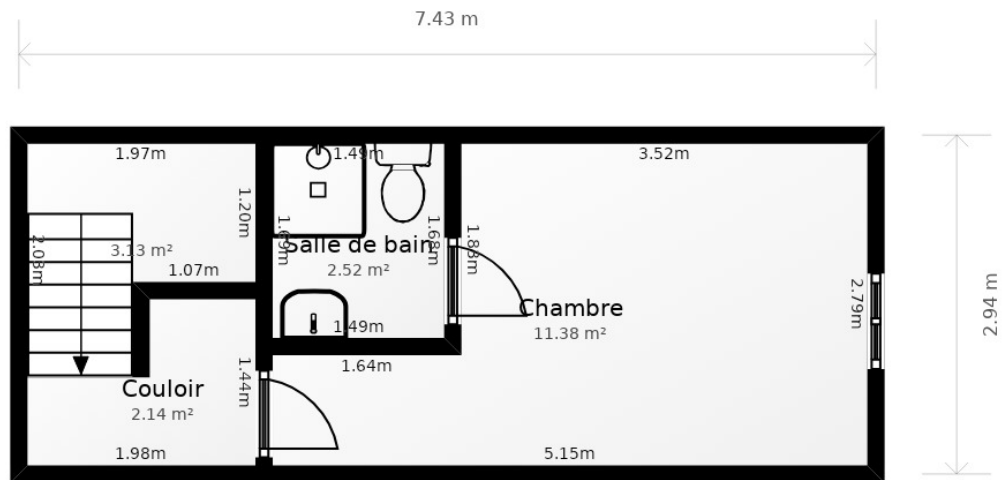 7.43 m
1.97m
1.49m
3.52m
1.20m
2.03m
3.13 m²
1.07m
1.69m
Salle de bain
2.52 m²
1.68m
1.88m
1.49m
1.64m
Chambre
11.38 m²
2.79m
2.94 m
Couloir
2.14 m²
1.44m
1.98m
5.15m